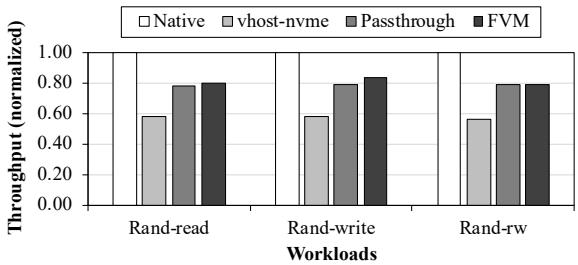 Native vhost-nvme Passthrough FVM
Throughput (normalized)
1.00
0.80
0.60
0.40
0.20
0.00
Rand-read Rand-write Rand-rw
Workloads